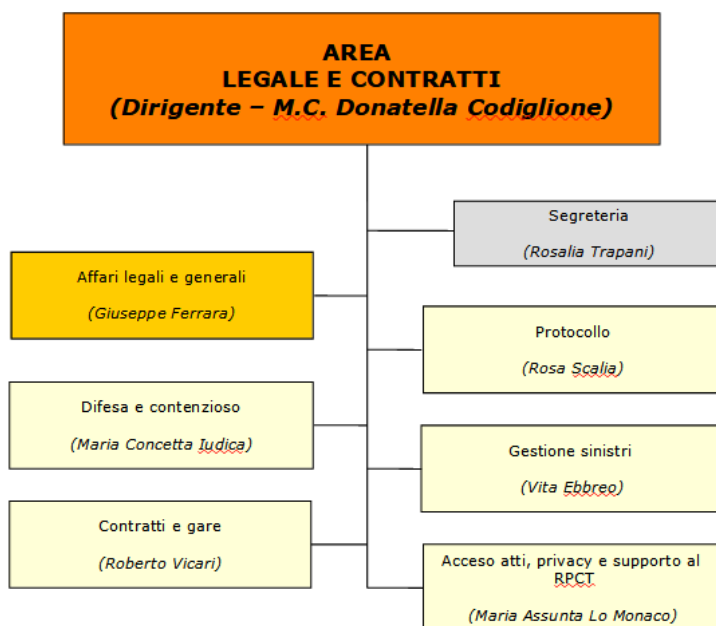 AREA
LEGALE E CONTRATTI
(Dirigente – M.C. Donatella Codiglione)
Segreteria
(Rosalia Trapani)
Affari legali e generali
(Giuseppe Ferrara)
Protocollo
(Rosa Scalia)
Difesa e contenzioso
(Maria Concetta Iudica)
Gestione sinistri
(Vita Ebbreo)
Contratti e gare
(Roberto Vicari)
Acceso atti, privacy e supporto al
RPCT
(Maria Assunta Lo Monaco)